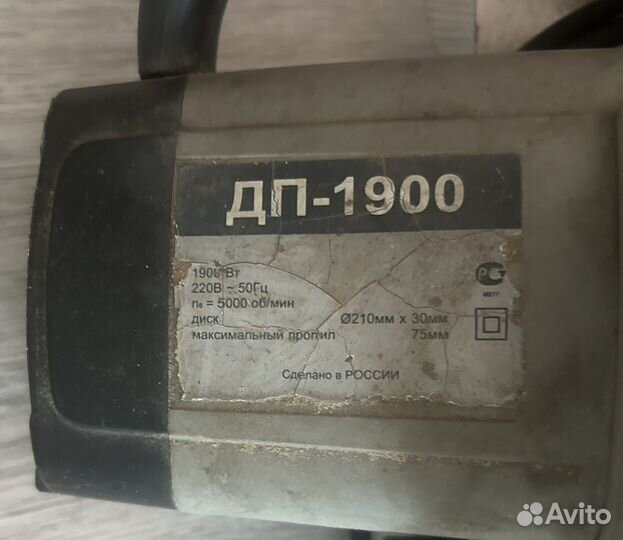 ДП-1900
1900 Вт
220В ~ 50Гц
n₀ = 5000 об/мин
диск Ø210мм x 30мм
максимальный пропил 75мм
Сделано в РОССИИ
Avito